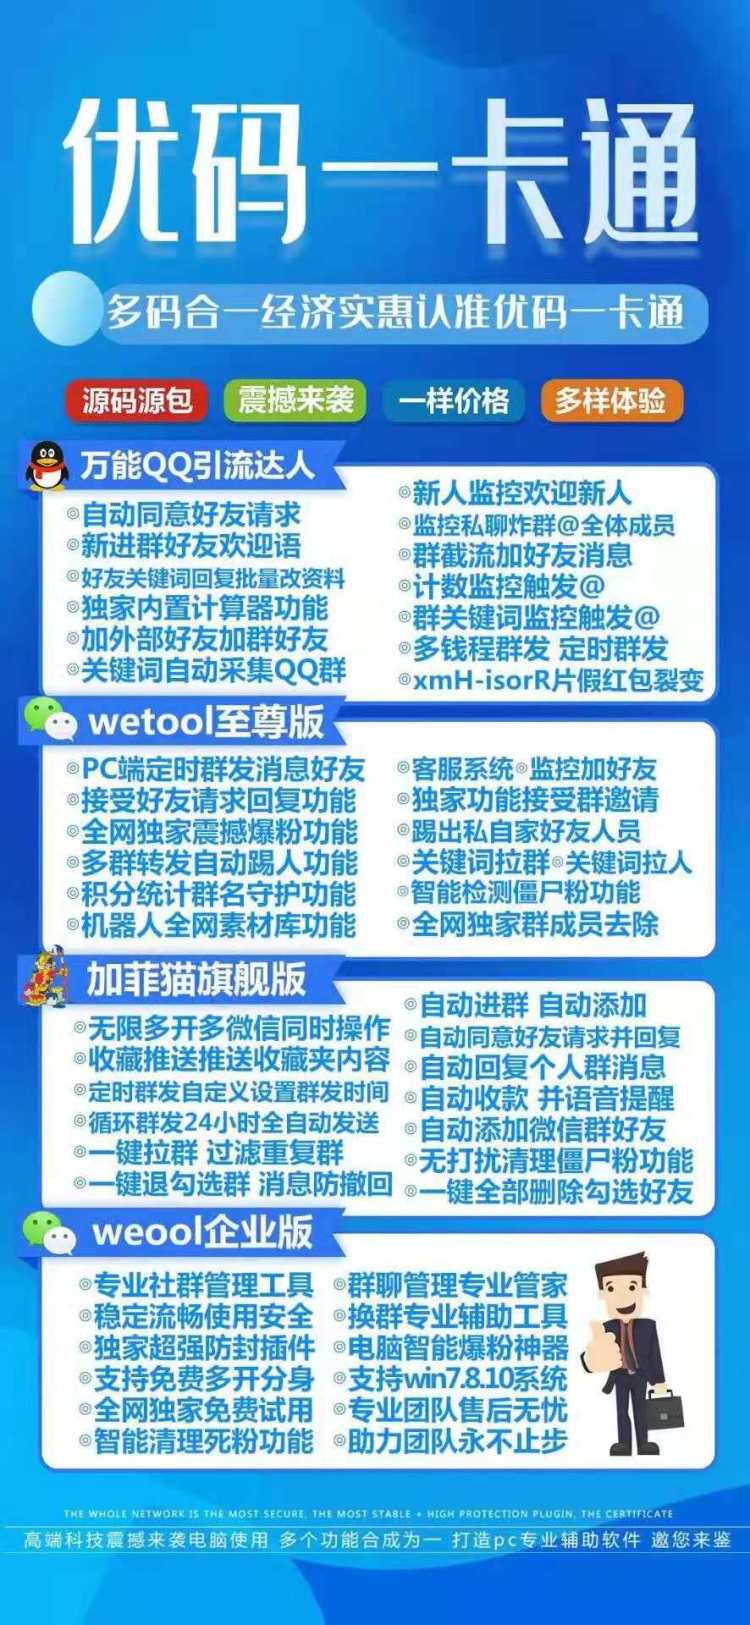 优码一卡通
多码合一经济实惠认准优码一卡通
源码源包 震撼来袭 一样价格 多样体验
万能QQ引流达人
自动同意好友请求
新进群好友欢迎语
好友关键词回复批量改资料
独家内置计算器功能
加外部好友加群好友
关键词自动采集QQ群
新人监控欢迎新人
监控私聊炸群@全体成员
群截流加好友消息
计数监控触发@
群关键词监控触发@
多钱程群发 定时群发
xmH-isorR片假红包裂变
wetool至尊版
PC端定时群发消息好友
接受好友请求回复功能
全网独家震撼爆粉功能
多群转发自动踢人功能
积分统计群名守护功能
机器人全网素材库功能
客服系统 监控加好友
独家功能接受群邀请
踢出私自家好友人员
关键词拉群 关键词拉人
智能检测僵尸粉功能
全网独家群成员去除
加菲猫旗舰版
无限多开多微信同时操作
收藏推送推送收藏夹内容
定时群发自定义设置群发时间
循环群发24小时全自动发送
一键拉群 过滤重复群
一键退勾选群 消息防撤回
自动进群 自动添加
自动同意好友请求并回复
自动回复个人群消息
自动收款 并语音提醒
自动添加微信群好友
无打扰清理僵尸粉功能
一键全部删除勾选好友
weool企业版
专业社群管理工具
稳定流畅使用安全
独家超强防封插件
支持免费多开分身
全网独家免费试用
智能清理死粉功能
群聊管理专业管家
换群专业辅助工具
电脑智能爆粉神器
支持win7.8.10系统
专业团队售后无忧
助力团队永不止步
THE WHOLE NETWORK IS THE MOST SECURE, THE MOST STABLE + HIGH PROTECTION PLUGIN, THE CERTIFICATE
高端科技震撼来袭电脑使用 多个功能合成为一 打造pc专业辅助软件 邀您来鉴